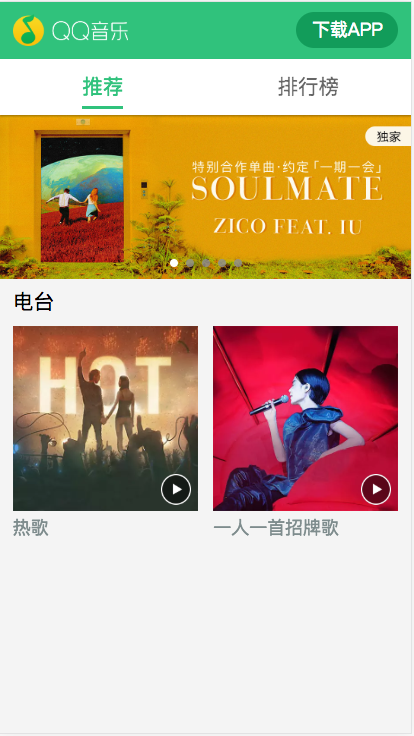 QQ音乐
下载APP
推荐
排行榜
独家
特别合作单曲·约定「一期一会」
SOULMATE
ZICO FEAT. IU
电台
HOT
热歌
一人一首招牌歌